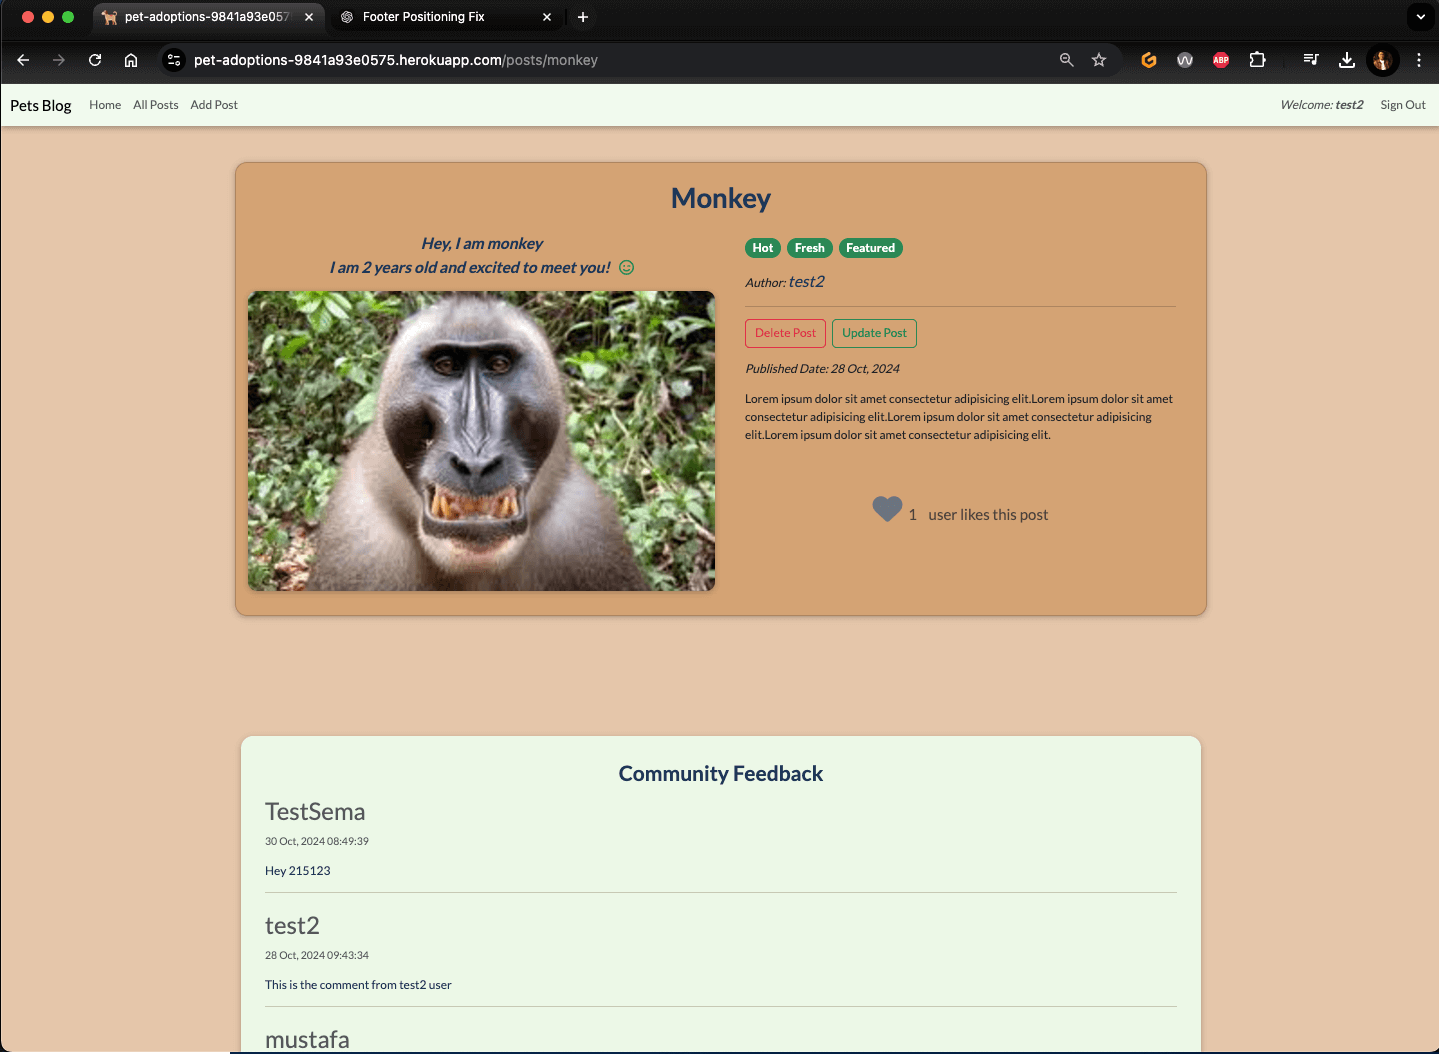 pet-adoptions-9841a93e057
Footer Positioning Fix
pet-adoptions-9841a93e0575.herokuapp.com/posts/monkey
ABP
Pets Blog Home All Posts Add Post Welcome: test2 Sign Out
Monkey
Hey, I am monkey
I am 2 years old and excited to meet you!
Hot Fresh Featured
Author: test2
Delete Post Update Post
Published Date: 28 Oct, 2024
Lorem ipsum dolor sit amet consectetur adipisicing elit.Lorem ipsum dolor sit amet
consectetur adipisicing elit.Lorem ipsum dolor sit amet consectetur adipisicing
elit.Lorem ipsum dolor sit amet consectetur adipisicing elit.
1 user likes this post
Community Feedback
TestSema
30 Oct, 2024 08:49:39
Hey 215123
test2
28 Oct, 2024 09:43:34
This is the comment from test2 user
mustafa